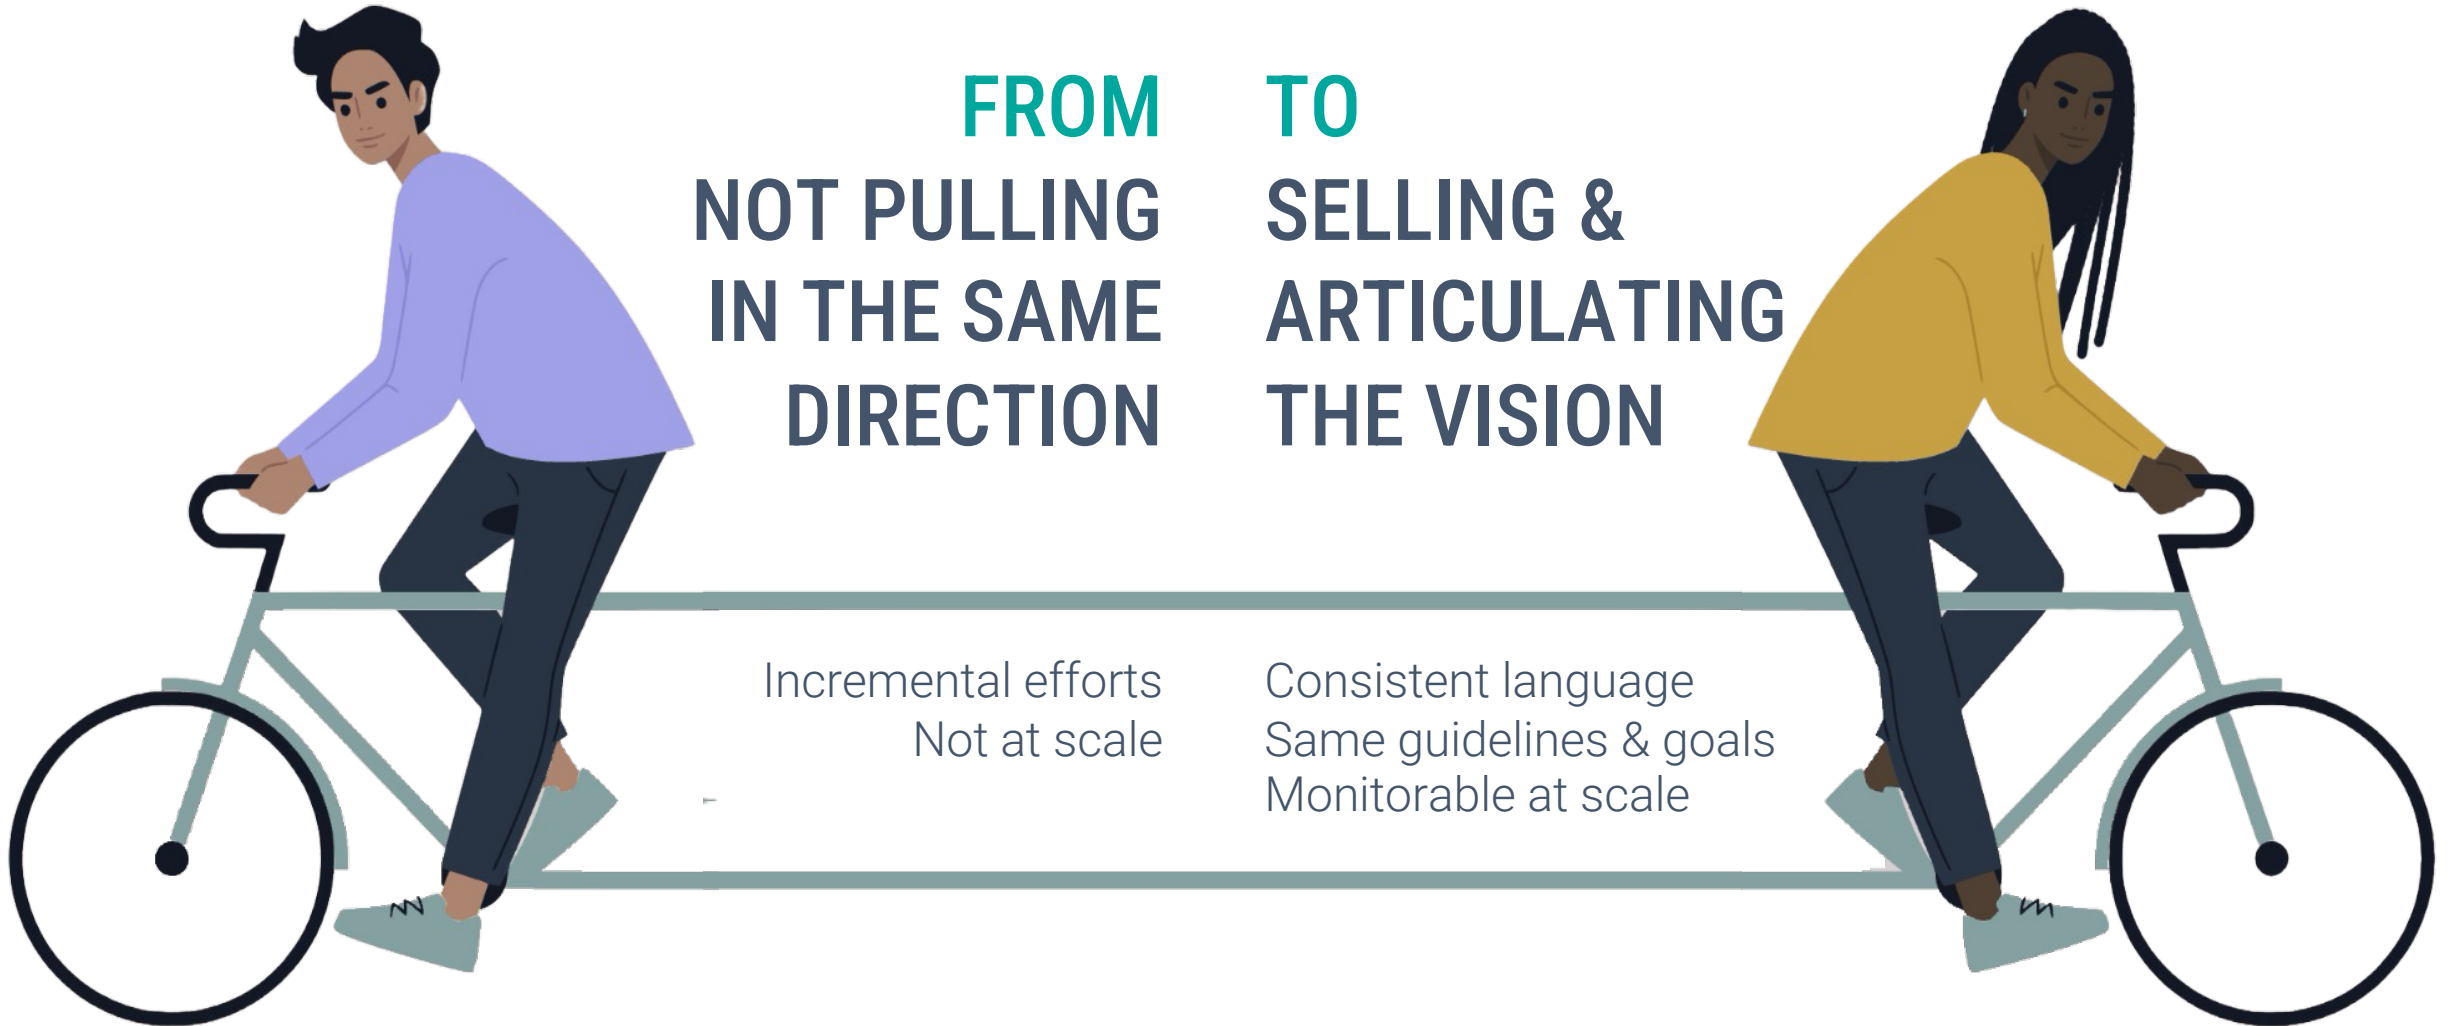 FROM
NOT PULLING
IN THE SAME
DIRECTION
TO
SELLING &
ARTICULATING
THE VISION
Incremental efforts
Not at scale
Consistent language
Same guidelines & goals
Monitorable at scale